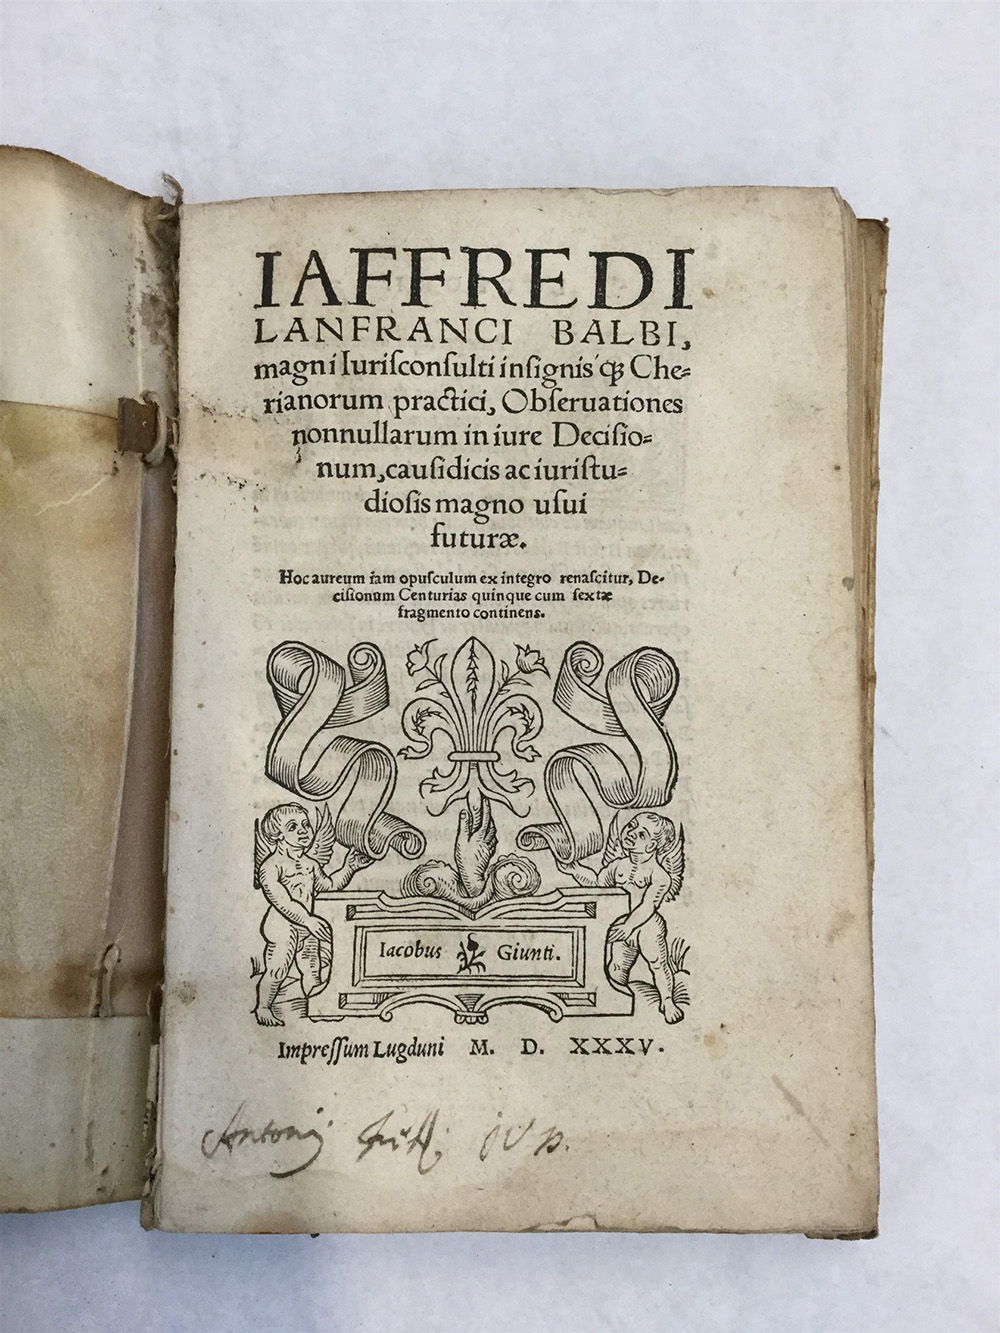 IAFFREDI
LANFRANCI BALBI,
magni Iuriſconſulti inſignisq́; Che=
rianorum practici, Obſeruationes
nonnullarum in iure Deciſio=
num, cauſidicis ac iuriſtu=
dioſis magno uſui
futuræ.
Hoc aureum iam opuſculum ex integro renaſcitur, De-
ciſionum Centurias quinque cum ſextæ
fragmento continens.
Iacobus Giunti.
Impreſſum Lugduni M. D. XXXV.
Antonij